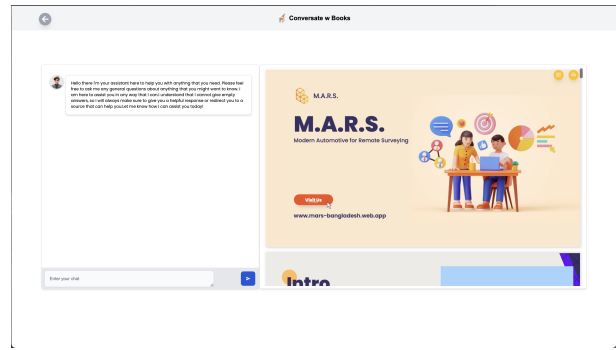 Conversate w Books
Hello there I'm your assistant here to help you with anything that you need. Please feel
free to ask me any general questions about anything that you might want to know. I
am here to assist you in any way that I can.I understand that I cannot give empty
answers, so I will always make sure to give you a helpful response or redirect you to a
source that can help you.Let me know how I can assist you today!
Enter your chat
M.A.R.S.
M.A.R.S.
Modern Automotive for Remote Surveying
Visit Us
www.mars-bangladesh.web.app
Intro